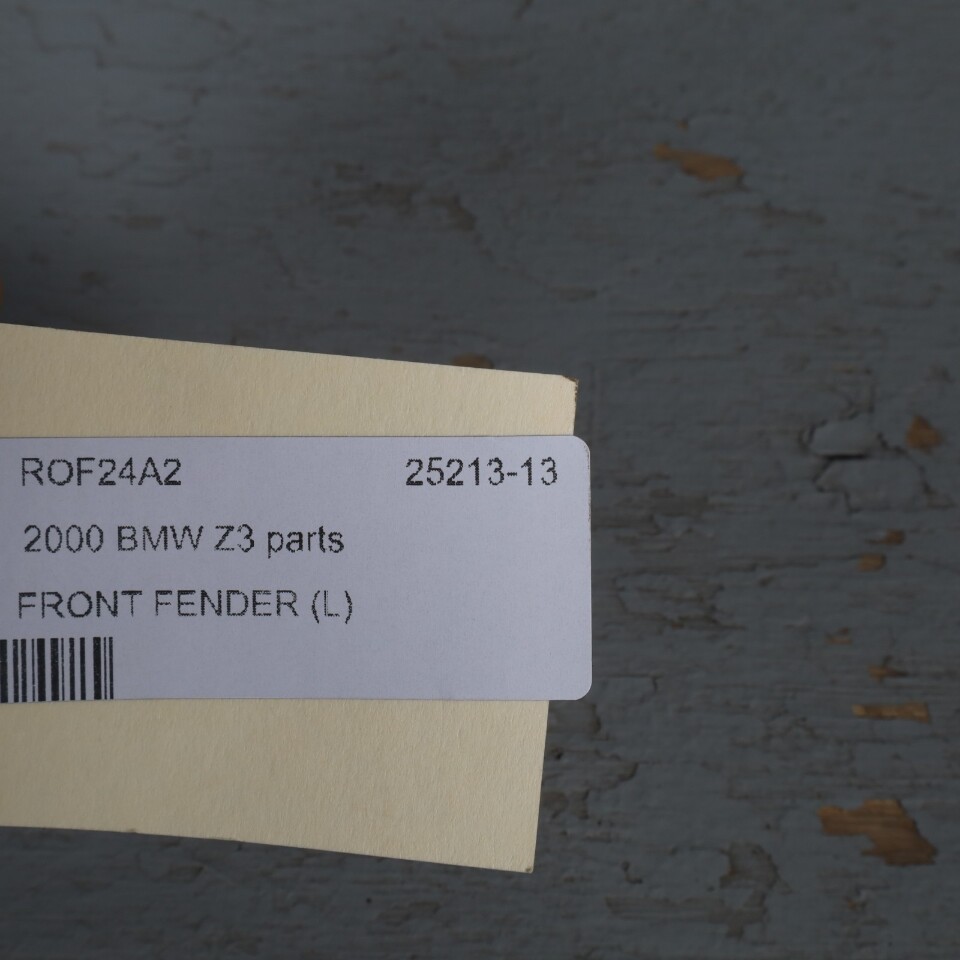 ROF24A2 25213-13
2000 BMW Z3 parts
FRONT FENDER (L)